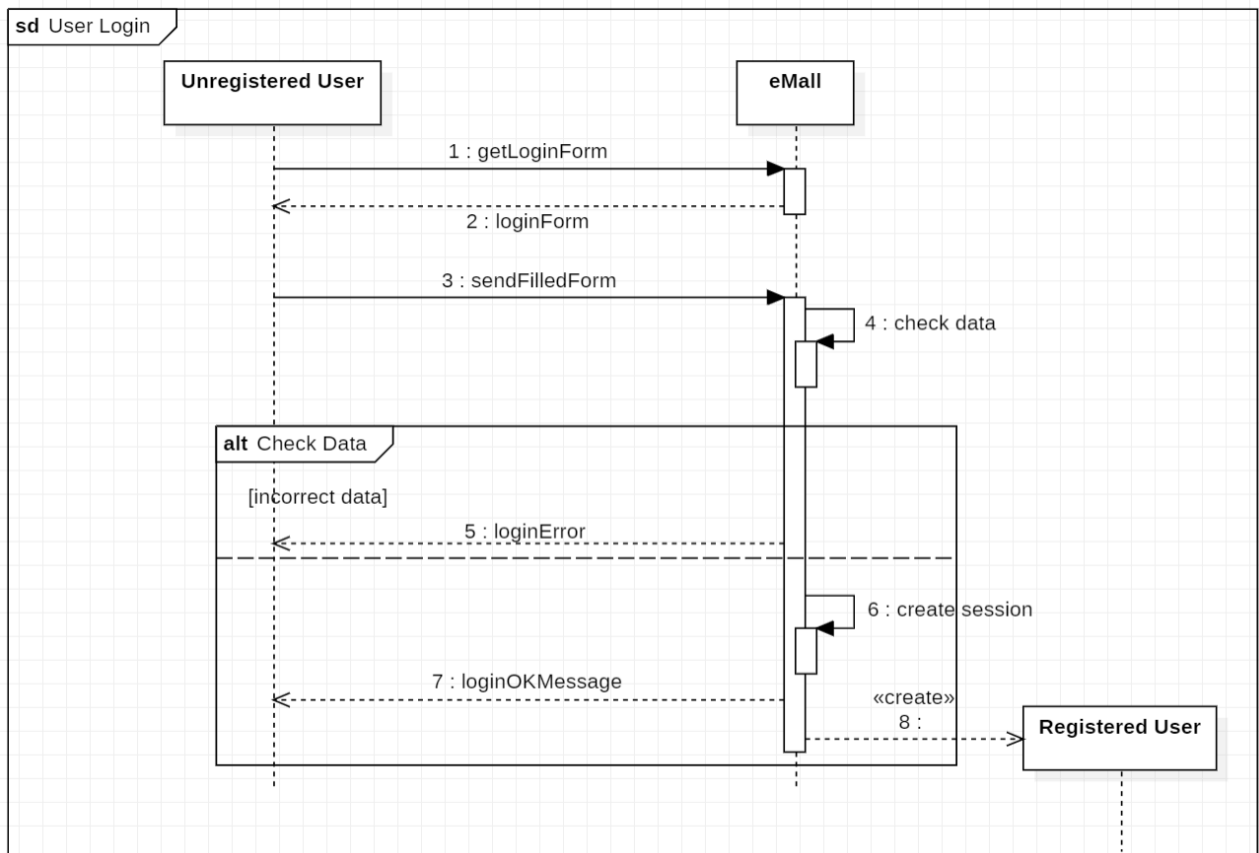 sd User Login
Unregistered User
eMall
1 : getLoginForm
2 : loginForm
3 : sendFilledForm
4 : check data
alt Check Data
[incorrect data]
5 : loginError
6 : create session
7 : loginOKMessage
«create»
8 :
Registered User